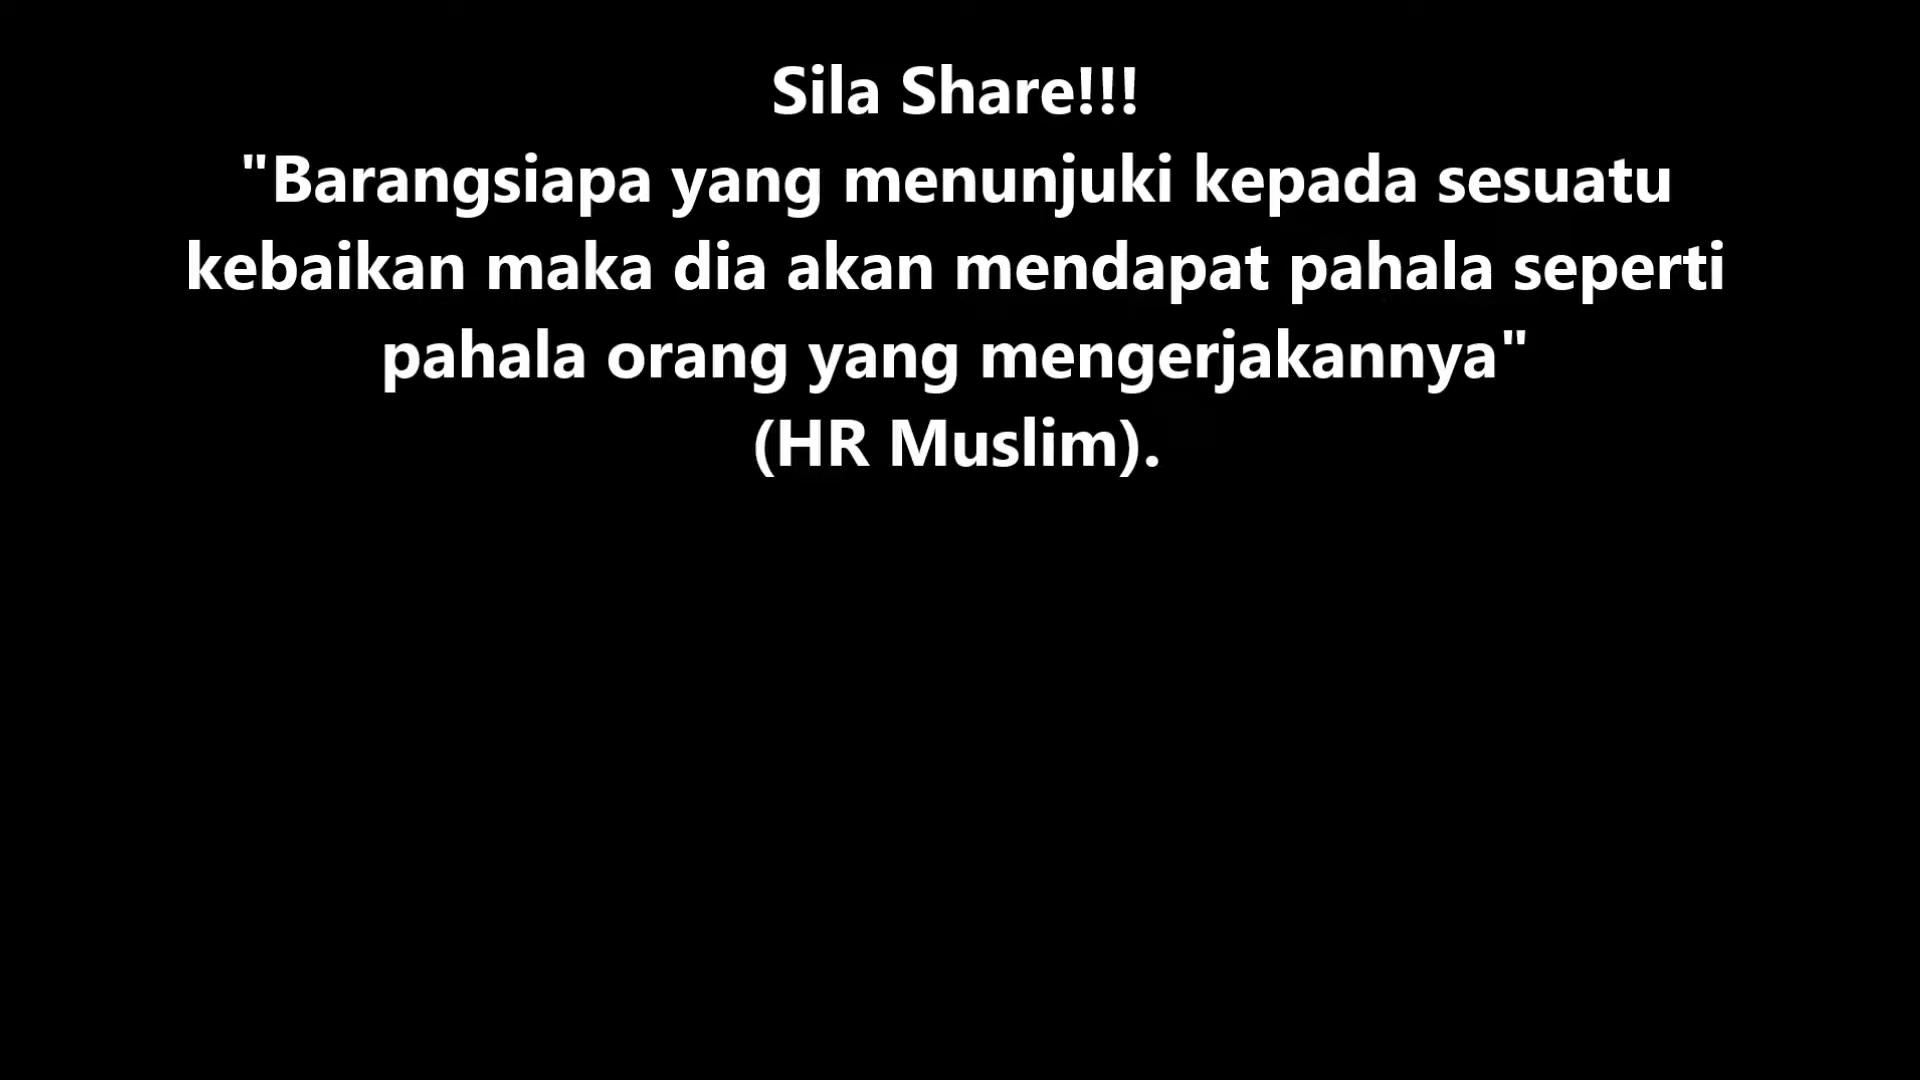 Sila Share!!!
"Barangsiapa yang menunjuki kepada sesuatu
kebaikan maka dia akan mendapat pahala seperti
pahala orang yang mengerjakannya"
(HR Muslim).